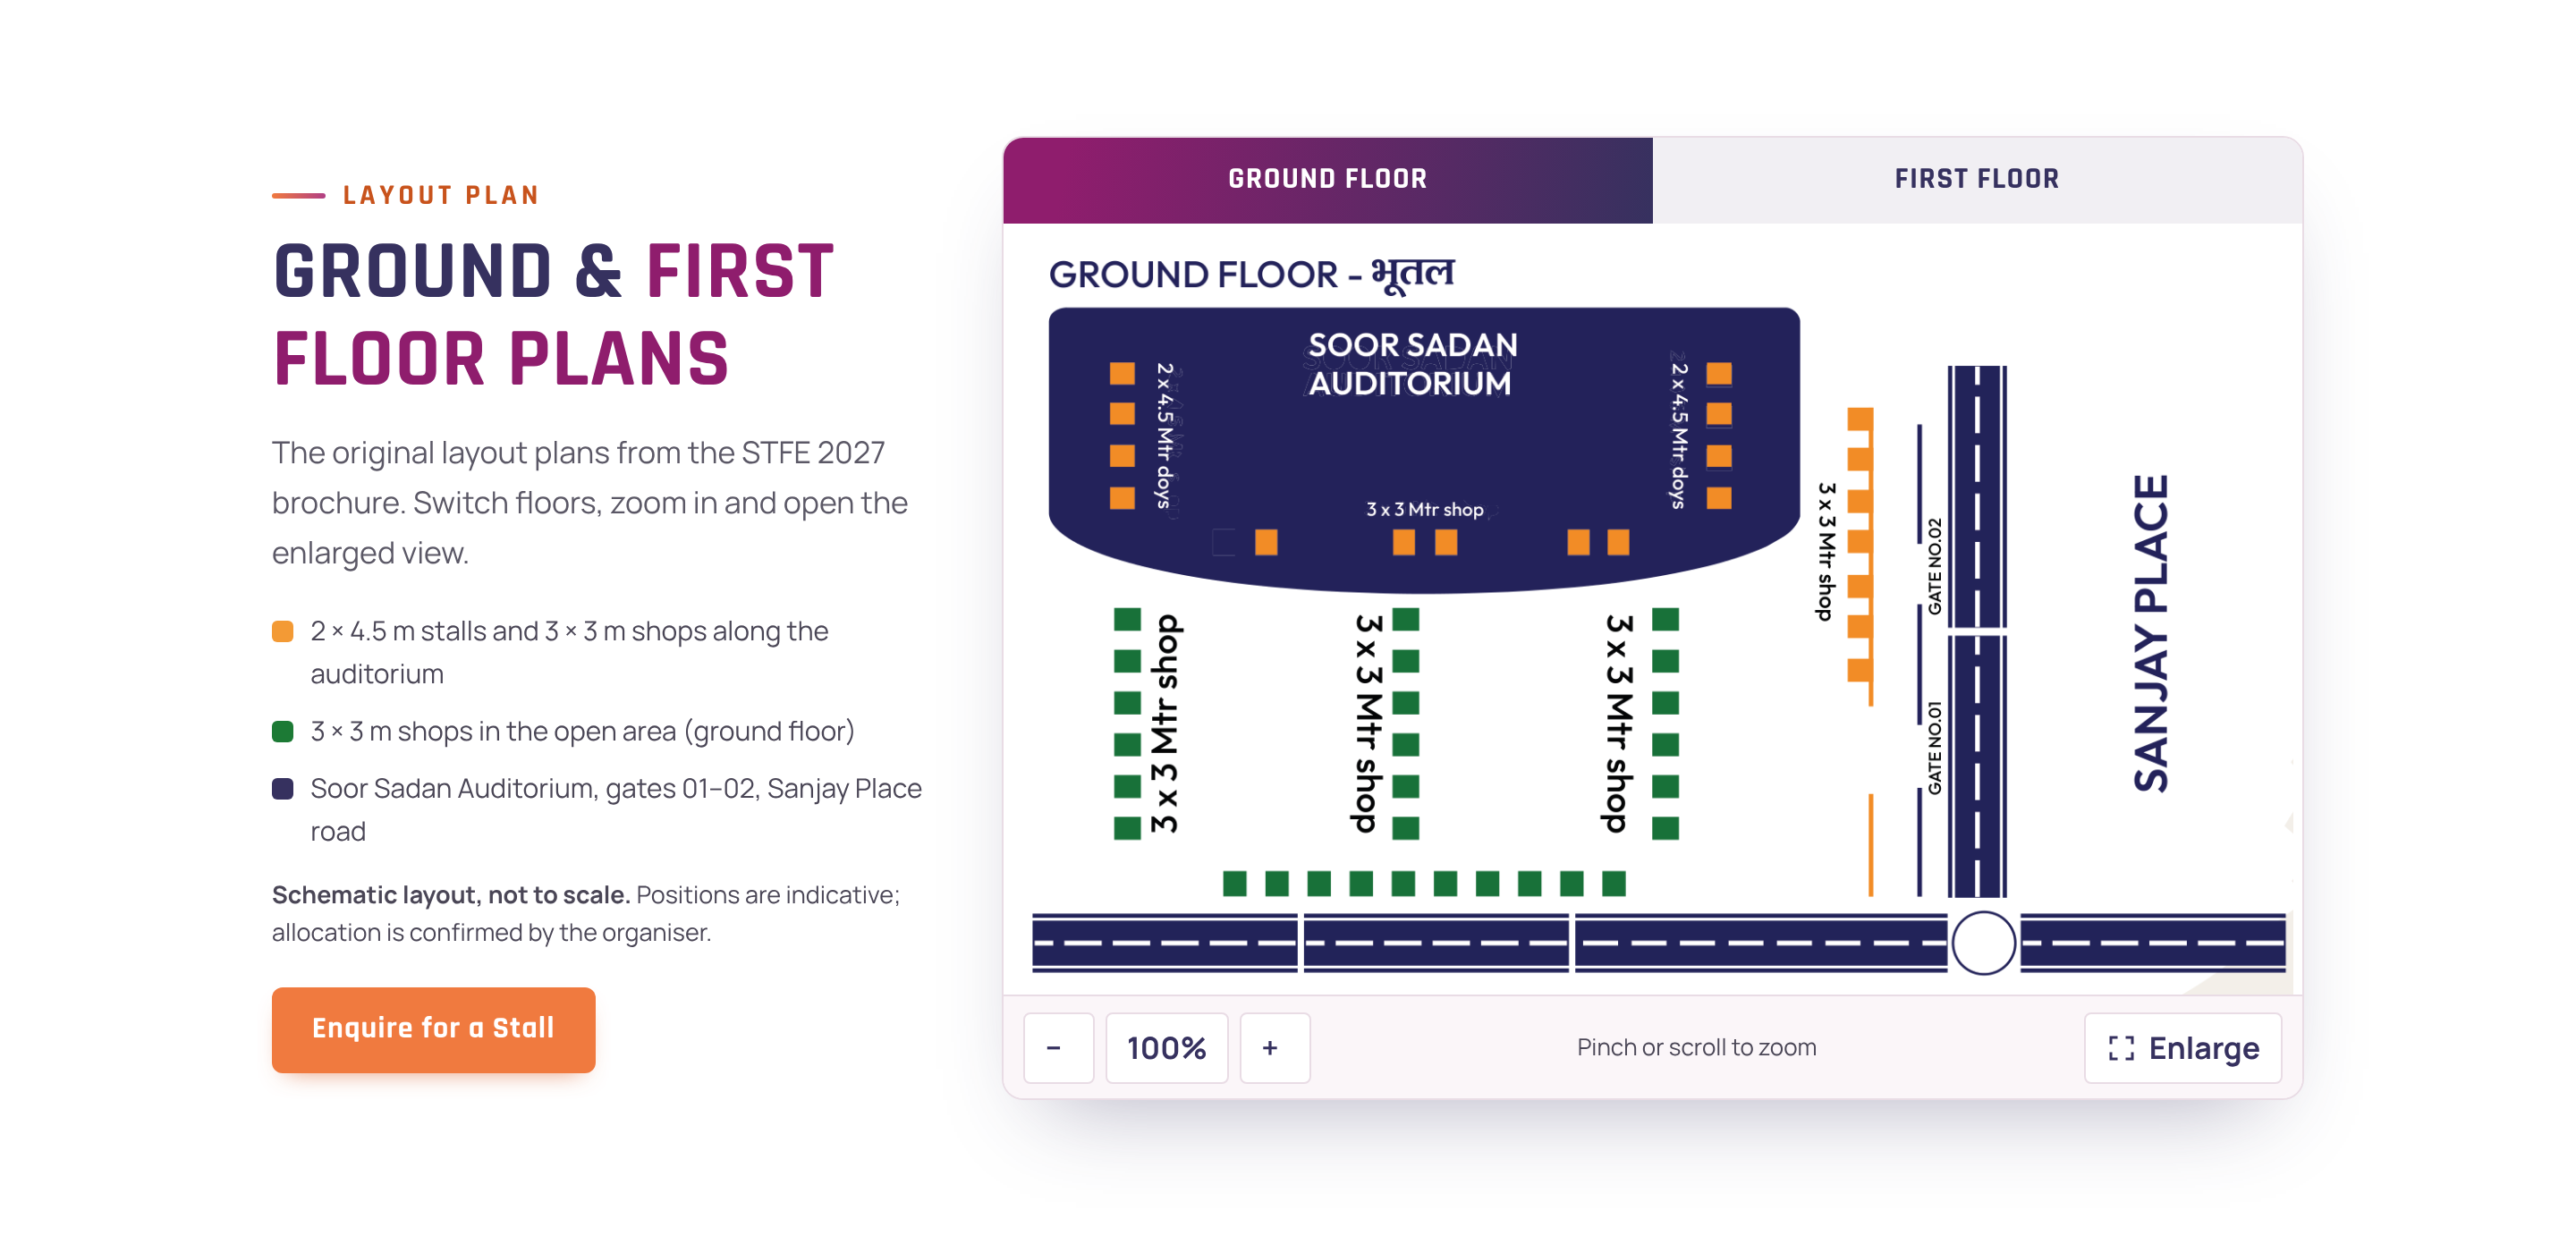 LAYOUT PLAN
GROUND & FIRST
FLOOR PLANS
The original layout plans from the STFE 2027
brochure. Switch floors, zoom in and open the
enlarged view.
2 × 4.5 m stalls and 3 × 3 m shops along the
auditorium
3 × 3 m shops in the open area (ground floor)
Soor Sadan Auditorium, gates 01–02, Sanjay Place
road
Schematic layout, not to scale. Positions are indicative;
allocation is confirmed by the organiser.
Enquire for a Stall
GROUND FLOOR
FIRST FLOOR
GROUND FLOOR - भूतल
SOOR SADAN
AUDITORIUM
2 x 4.5 Mtr doys
2 x 4.5 Mtr doys
3 x 3 Mtr shop
3 x 3 Mtr shop
3 x 3 Mtr shop
3 x 3 Mtr shop
3 x 3 Mtr shop
GATE NO.02
GATE NO.01
SANJAY PLACE
−
100%
+
Pinch or scroll to zoom
Enlarge